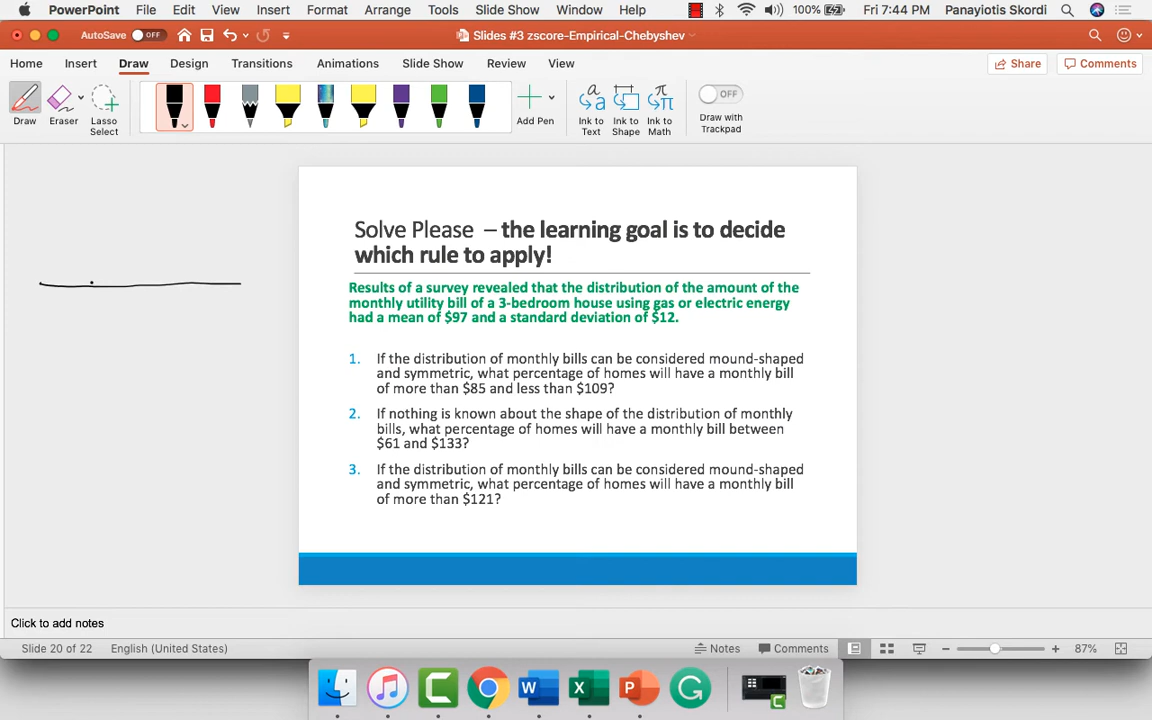 PowerPoint File Edit View Insert Format Arrange Tools Slide Show Window Help 100% Fri 7:44 PM Panayiotis Skordi
AutoSave OFF Slides #3 zscore-Empirical-Chebyshev
Home Insert Draw Design Transitions Animations Slide Show Review View Share Comments
Draw Eraser Lasso Select Add Pen Ink to Text Ink to Shape Ink to Math OFF Draw with Trackpad
Solve Please – the learning goal is to decide
which rule to apply!
Results of a survey revealed that the distribution of the amount of the
monthly utility bill of a 3-bedroom house using gas or electric energy
had a mean of $97 and a standard deviation of $12.
1. If the distribution of monthly bills can be considered mound-shaped
and symmetric, what percentage of homes will have a monthly bill
of more than $85 and less than $109?
2. If nothing is known about the shape of the distribution of monthly
bills, what percentage of homes will have a monthly bill between
$61 and $133?
3. If the distribution of monthly bills can be considered mound-shaped
and symmetric, what percentage of homes will have a monthly bill
of more than $121?
Click to add notes
Slide 20 of 22 English (United States) Notes Comments 87%